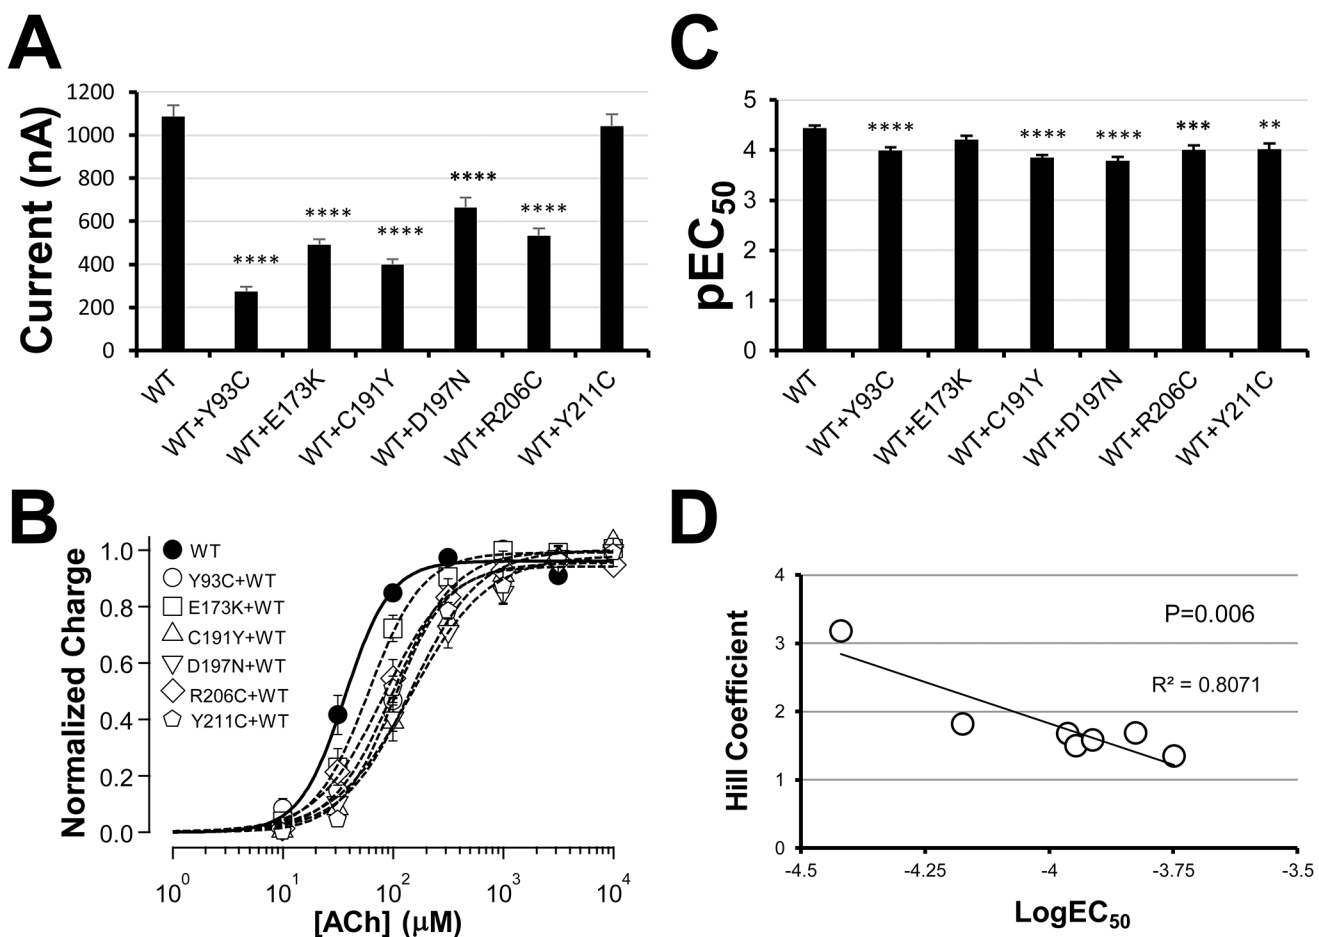 A
Current (nA)
1200
1000
800
600
400
200
0
****
****
****
****
****
WT
WT+Y93C
WT+E173K
WT+C191Y
WT+D197N
WT+R206C
WT+Y211C
C
pEC50
5
4
3
2
1
0
****
****
****
***
**
WT
WT+Y93C
WT+E173K
WT+C191Y
WT+D197N
WT+R206C
WT+Y211C
B
Normalized Charge
1.0
0.8
0.6
0.4
0.2
0.0
WT
Y93C+WT
E173K+WT
C191Y+WT
D197N+WT
R206C+WT
Y211C+WT
10^0
10^1
10^2
10^3
10^4
[ACh] (μM)
D
Hill Coefficient
4
3
2
1
0
P=0.006
R² = 0.8071
-4.5
-4.25
-4
-3.75
-3.5
LogEC50